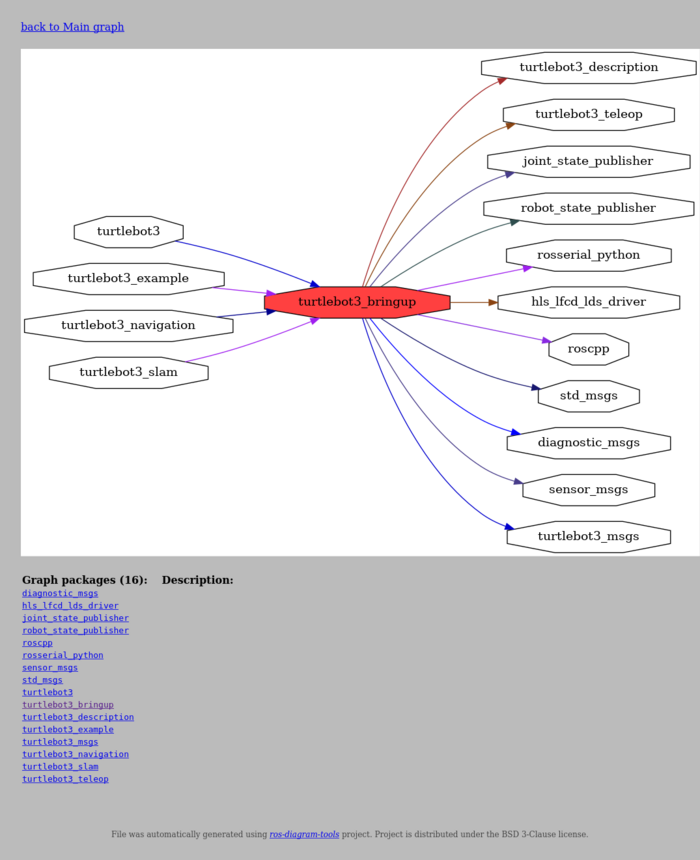 back to Main graph
turtlebot3_description
turtlebot3_teleop
joint_state_publisher
robot_state_publisher
turtlebot3
rosserial_python
turtlebot3_example
turtlebot3_bringup
hls_lfcd_lds_driver
turtlebot3_navigation
roscpp
turtlebot3_slam
std_msgs
diagnostic_msgs
sensor_msgs
turtlebot3_msgs
Graph packages (16): Description:
diagnostic_msgs
hls_lfcd_lds_driver
joint_state_publisher
robot_state_publisher
roscpp
rosserial_python
sensor_msgs
std_msgs
turtlebot3
turtlebot3_bringup
turtlebot3_description
turtlebot3_example
turtlebot3_msgs
turtlebot3_navigation
turtlebot3_slam
turtlebot3_teleop
File was automatically generated using ros-diagram-tools project. Project is distributed under the BSD 3-Clause license.